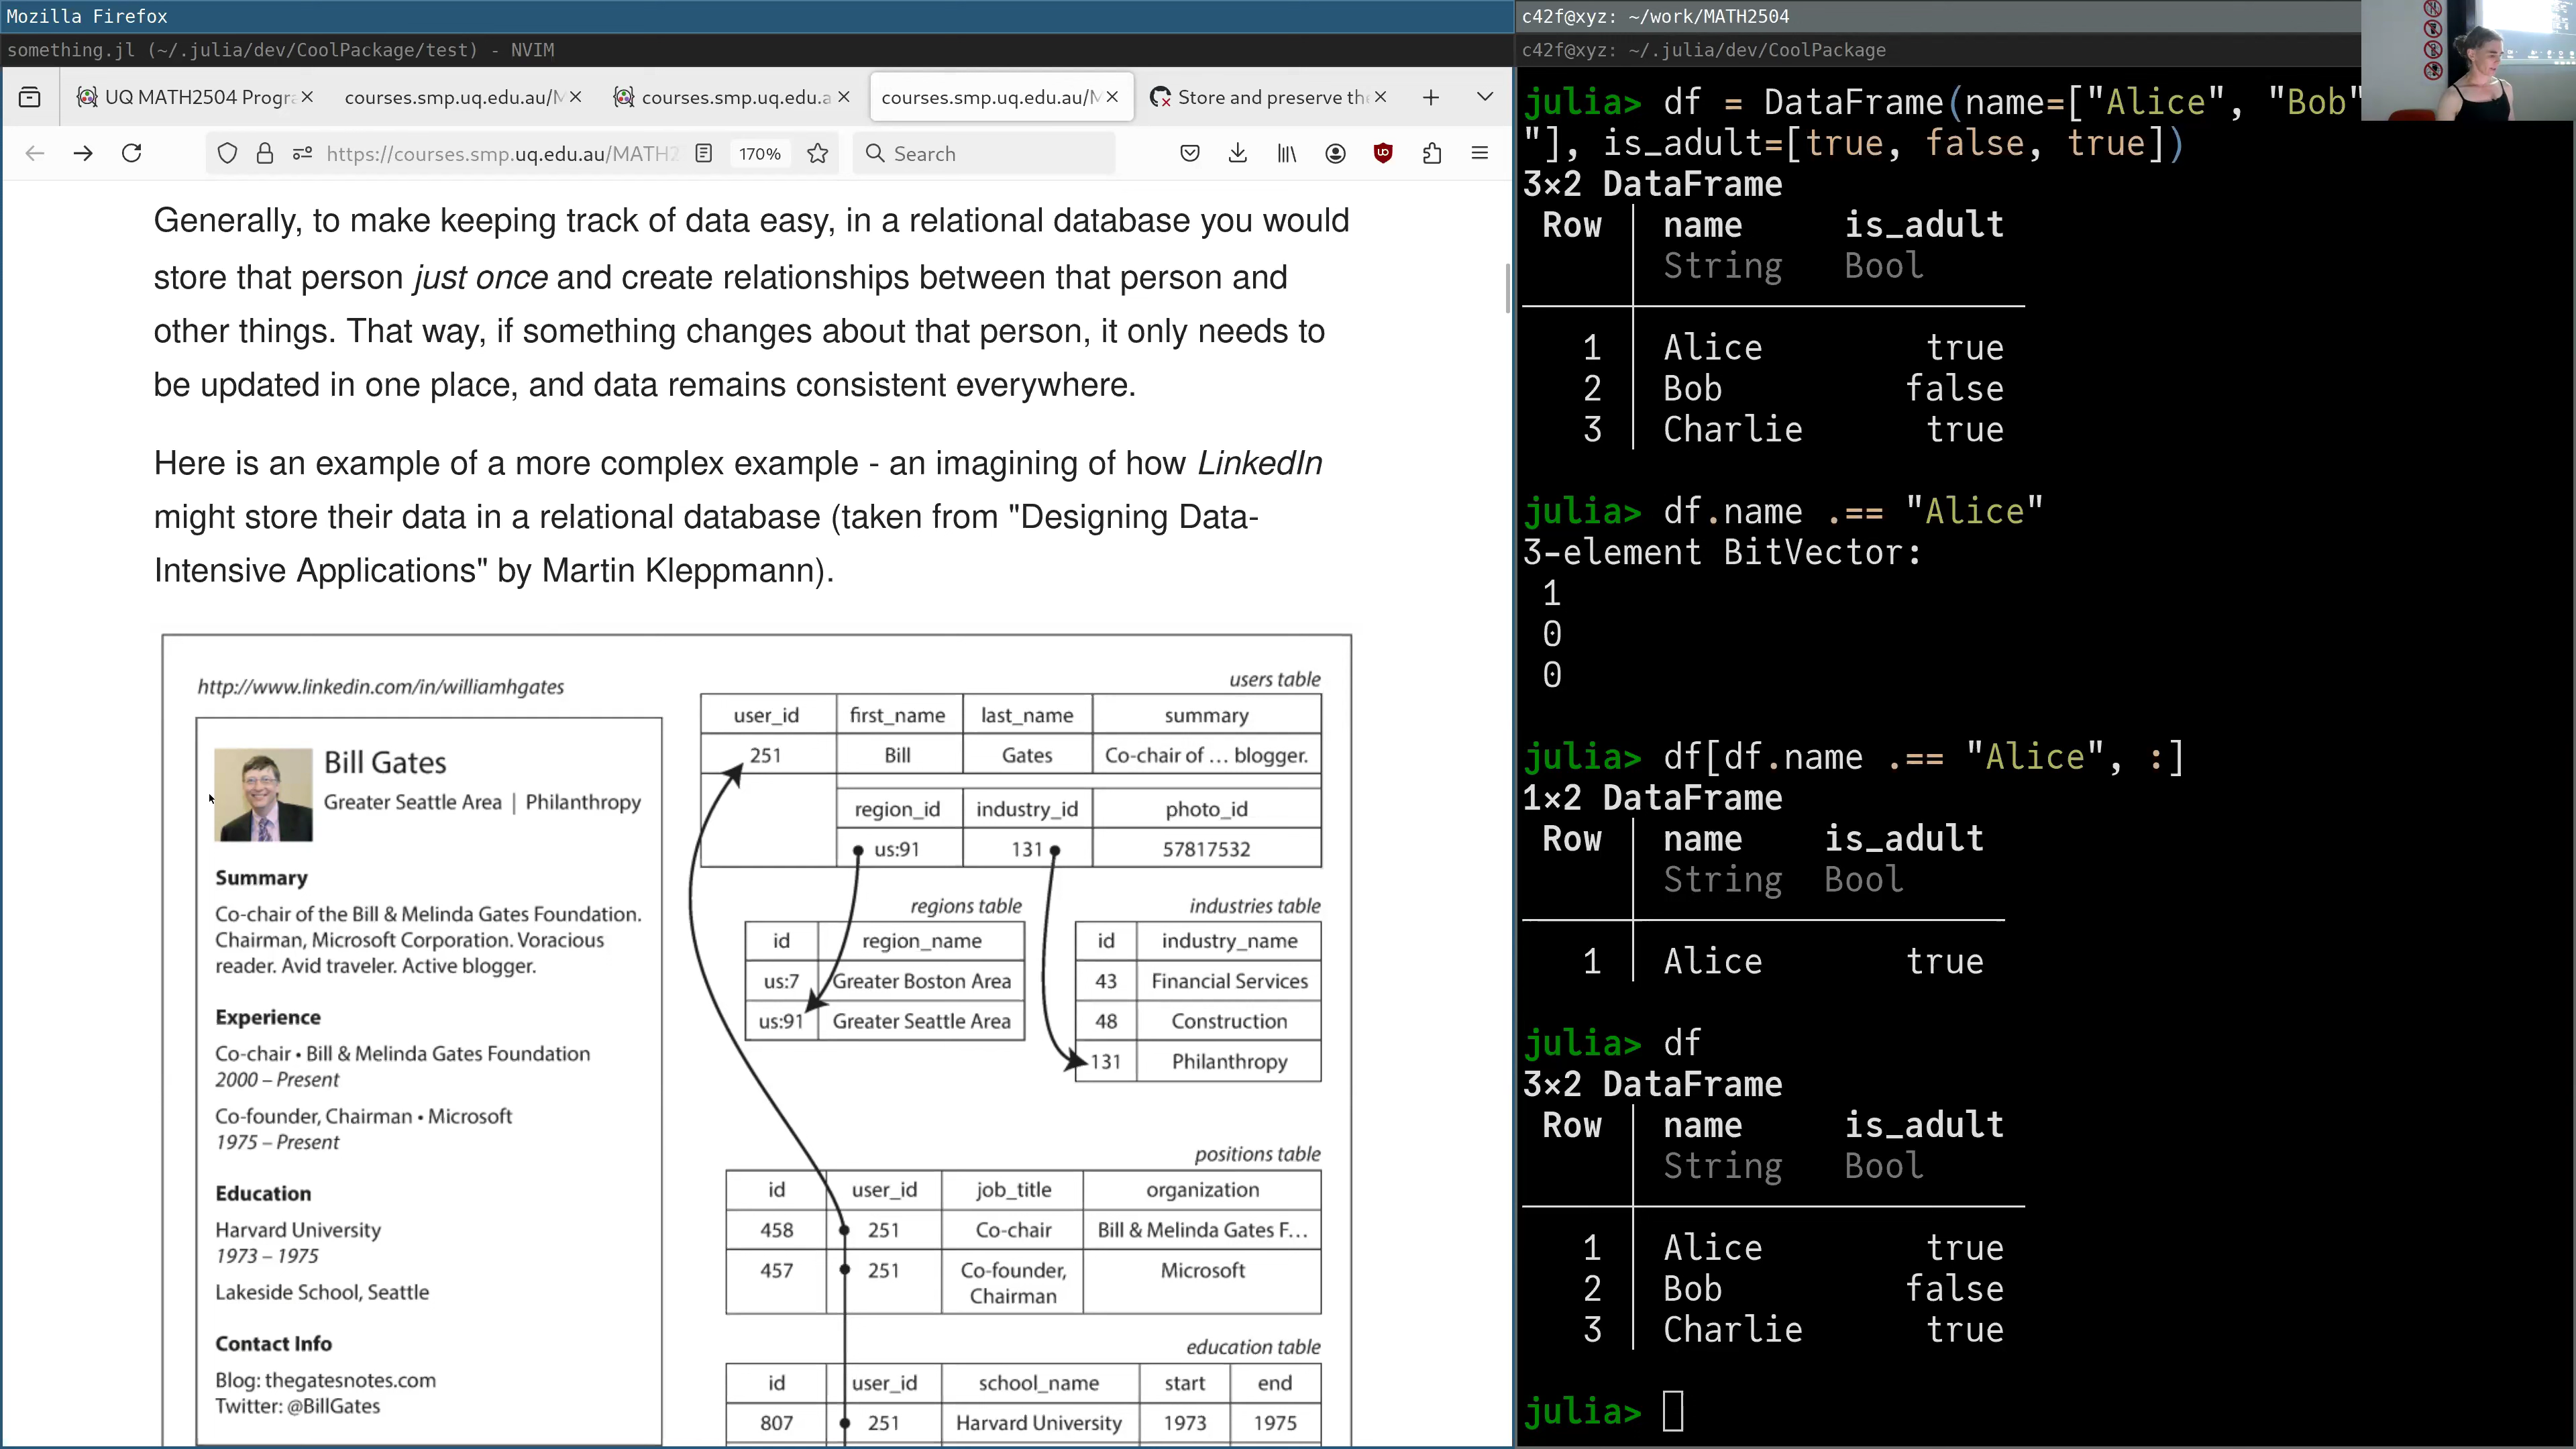 Mozilla Firefox
something.jl (~/.julia/dev/CoolPackage/test) - NVIM
UQ MATH2504 Progra
courses.smp.uq.edu.au/M
courses.smp.uq.edu.a
courses.smp.uq.edu.au/M
Store and preserve the
https://courses.smp.uq.edu.au/MATH2
170%
Search
Generally, to make keeping track of data easy, in a relational database you would
store that person just once and create relationships between that person and
other things. That way, if something changes about that person, it only needs to
be updated in one place, and data remains consistent everywhere.
Here is an example of a more complex example - an imagining of how LinkedIn
might store their data in a relational database (taken from "Designing Data-
Intensive Applications" by Martin Kleppmann).
http://www.linkedin.com/in/williamhgates
Bill Gates
Greater Seattle Area | Philanthropy
Summary
Co-chair of the Bill & Melinda Gates Foundation.
Chairman, Microsoft Corporation. Voracious
reader. Avid traveler. Active blogger.
Experience
Co-chair • Bill & Melinda Gates Foundation
2000 – Present
Co-founder, Chairman • Microsoft
1975 – Present
Education
Harvard University
1973 – 1975
Lakeside School, Seattle
Contact Info
Blog: thegatesnotes.com
Twitter: @BillGates
users table
user_id first_name last_name summary
251 Bill Gates Co-chair of … blogger.
region_id industry_id photo_id
us:91 131 57817532
regions table
id region_name
us:7 Greater Boston Area
us:91 Greater Seattle Area
industries table
id industry_name
43 Financial Services
48 Construction
131 Philanthropy
positions table
id user_id job_title organization
458 251 Co-chair Bill & Melinda Gates F…
457 251 Co-founder, Microsoft
Chairman
education table
id user_id school_name start end
807 251 Harvard University 1973 1975
c42f@xyz: ~/work/MATH2504
c42f@xyz: ~/.julia/dev/CoolPackage
julia> df = DataFrame(name=["Alice", "Bob"
"], is_adult=[true, false, true])
3×2 DataFrame
Row name is_adult
String Bool
1 Alice true
2 Bob false
3 Charlie true
julia> df.name .== "Alice"
3-element BitVector:
1
0
0
julia> df[df.name .== "Alice", :]
1×2 DataFrame
Row name is_adult
String Bool
1 Alice true
julia> df
3×2 DataFrame
Row name is_adult
String Bool
1 Alice true
2 Bob false
3 Charlie true
julia>